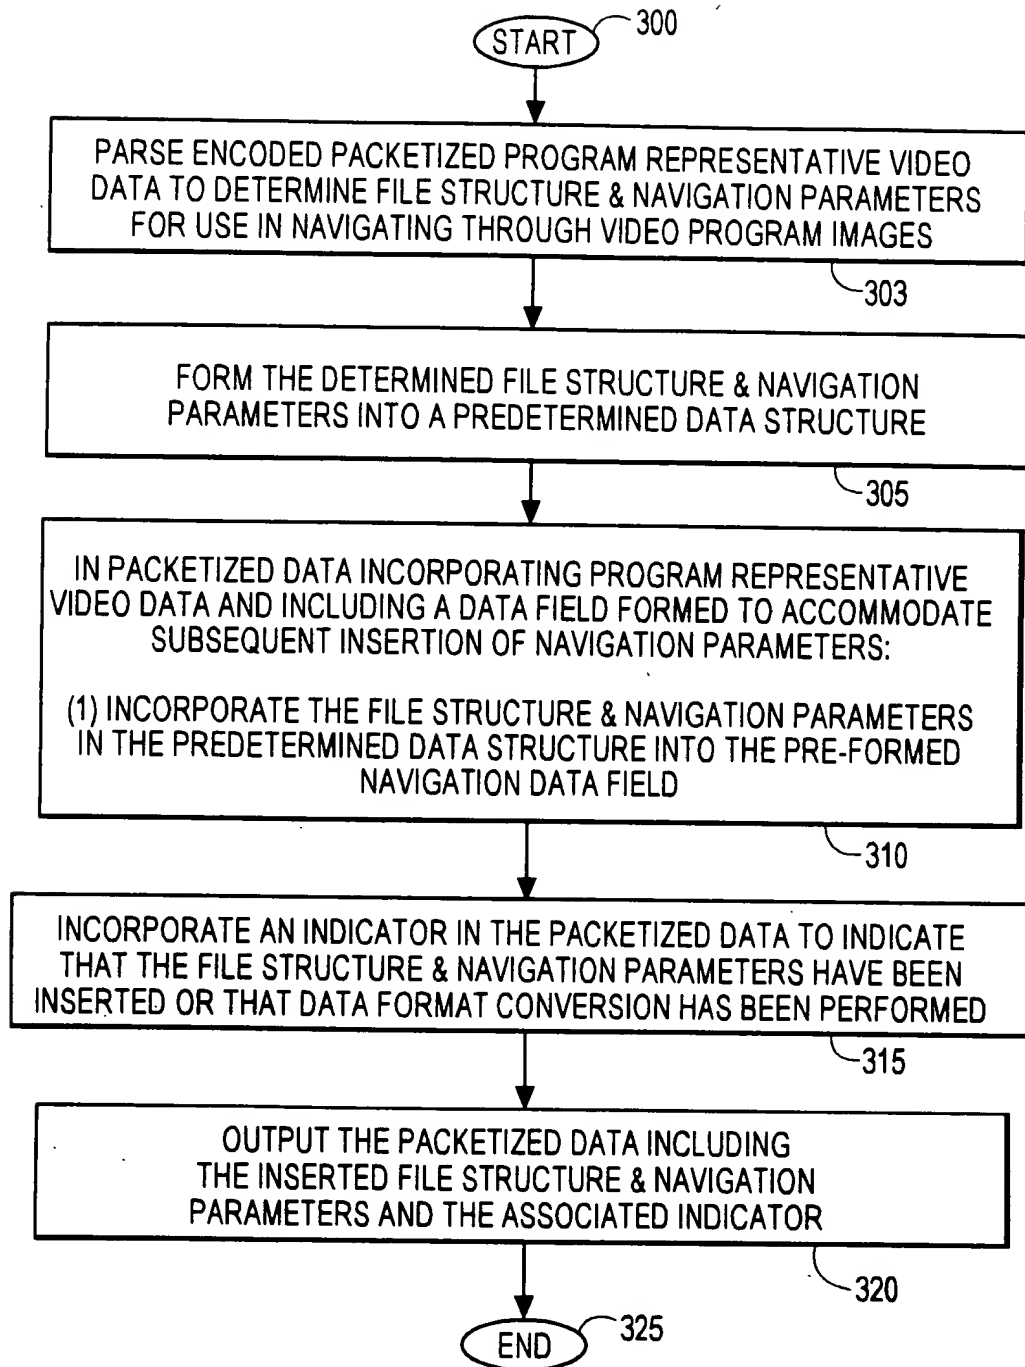 START
300
PARSE ENCODED PACKETIZED PROGRAM REPRESENTATIVE VIDEO
DATA TO DETERMINE FILE STRUCTURE & NAVIGATION PARAMETERS
FOR USE IN NAVIGATING THROUGH VIDEO PROGRAM IMAGES
303
FORM THE DETERMINED FILE STRUCTURE & NAVIGATION
PARAMETERS INTO A PREDETERMINED DATA STRUCTURE
305
IN PACKETIZED DATA INCORPORATING PROGRAM REPRESENTATIVE
VIDEO DATA AND INCLUDING A DATA FIELD FORMED TO ACCOMMODATE
SUBSEQUENT INSERTION OF NAVIGATION PARAMETERS:
(1) INCORPORATE THE FILE STRUCTURE & NAVIGATION PARAMETERS
IN THE PREDETERMINED DATA STRUCTURE INTO THE PRE-FORMED
NAVIGATION DATA FIELD
310
INCORPORATE AN INDICATOR IN THE PACKETIZED DATA TO INDICATE
THAT THE FILE STRUCTURE & NAVIGATION PARAMETERS HAVE BEEN
INSERTED OR THAT DATA FORMAT CONVERSION HAS BEEN PERFORMED
315
OUTPUT THE PACKETIZED DATA INCLUDING
THE INSERTED FILE STRUCTURE & NAVIGATION
PARAMETERS AND THE ASSOCIATED INDICATOR
320
END
325